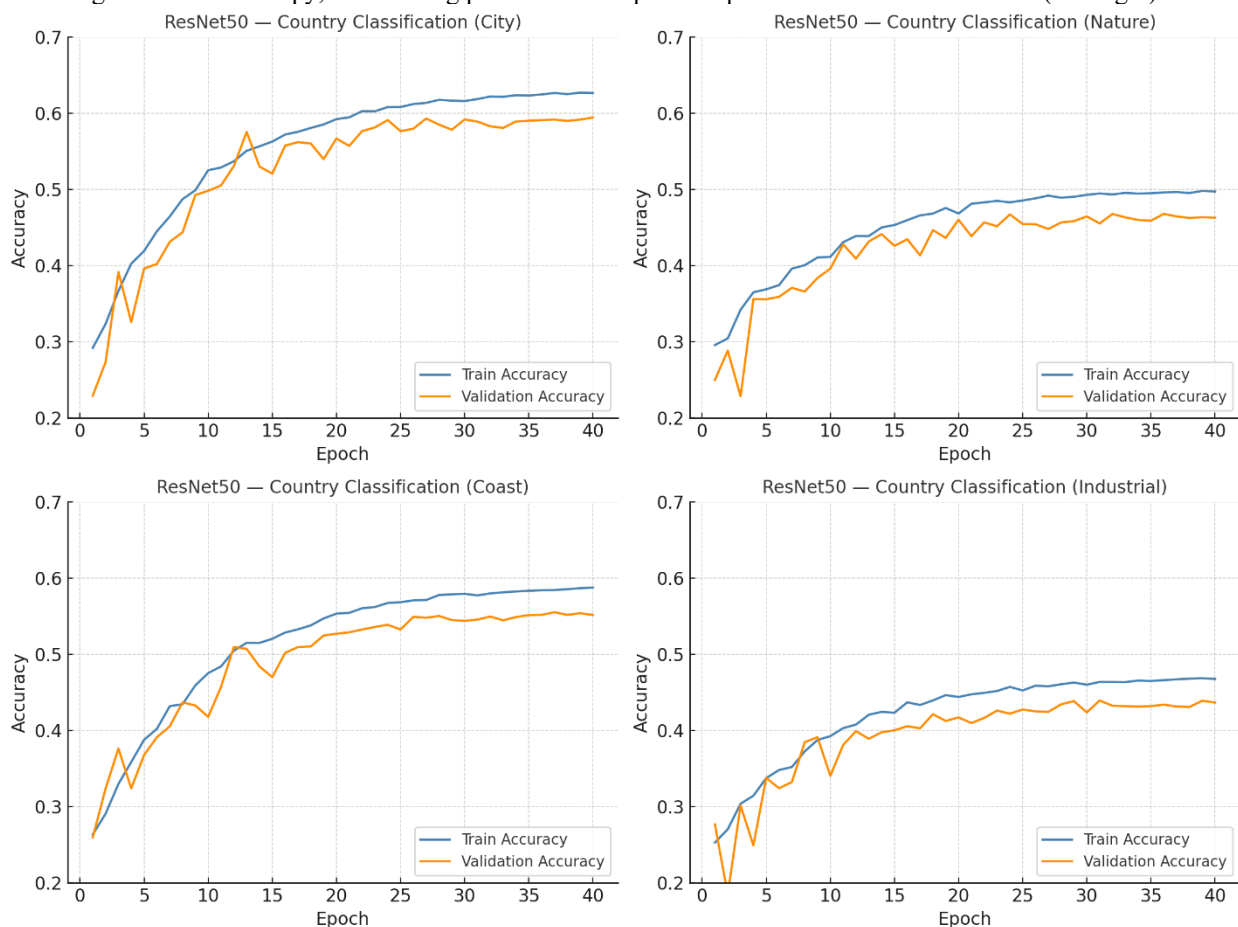 ResNet50 — Country Classification (City)
0.7
0.6
0.5
0.4
0.3
0.2
Accuracy
Train Accuracy
Validation Accuracy
0 5 10 15 20 25 30 35 40
Epoch
ResNet50 — Country Classification (Nature)
0.7
0.6
0.5
0.4
0.3
0.2
Accuracy
Train Accuracy
Validation Accuracy
0 5 10 15 20 25 30 35 40
Epoch
ResNet50 — Country Classification (Coast)
0.7
0.6
0.5
0.4
0.3
0.2
Accuracy
Train Accuracy
Validation Accuracy
0 5 10 15 20 25 30 35 40
Epoch
ResNet50 — Country Classification (Industrial)
0.7
0.6
0.5
0.4
0.3
0.2
Accuracy
Train Accuracy
Validation Accuracy
0 5 10 15 20 25 30 35 40
Epoch